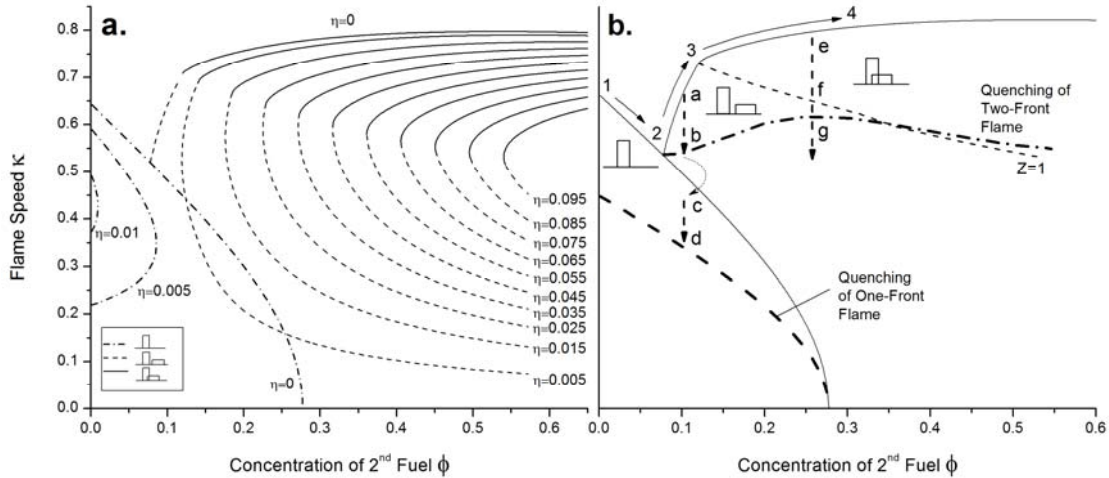 a.
η=0
0.8
0.7
0.6
0.5
0.4
0.3
0.2
0.1
0.0
Flame Speed κ
η=0.01
η=0.005
η=0
η=0.095
η=0.085
η=0.075
η=0.065
η=0.055
η=0.045
η=0.035
η=0.025
η=0.015
η=0.005
0.0 0.1 0.2 0.3 0.4 0.5 0.6
Concentration of 2nd Fuel ϕ
b.
1
2
3
4
a
b
c
d
e
f
g
Quenching of
Two-Front
Flame
Z=1
Quenching
of One-Front
Flame
0.0 0.1 0.2 0.3 0.4 0.5 0.6
Concentration of 2nd Fuel ϕ